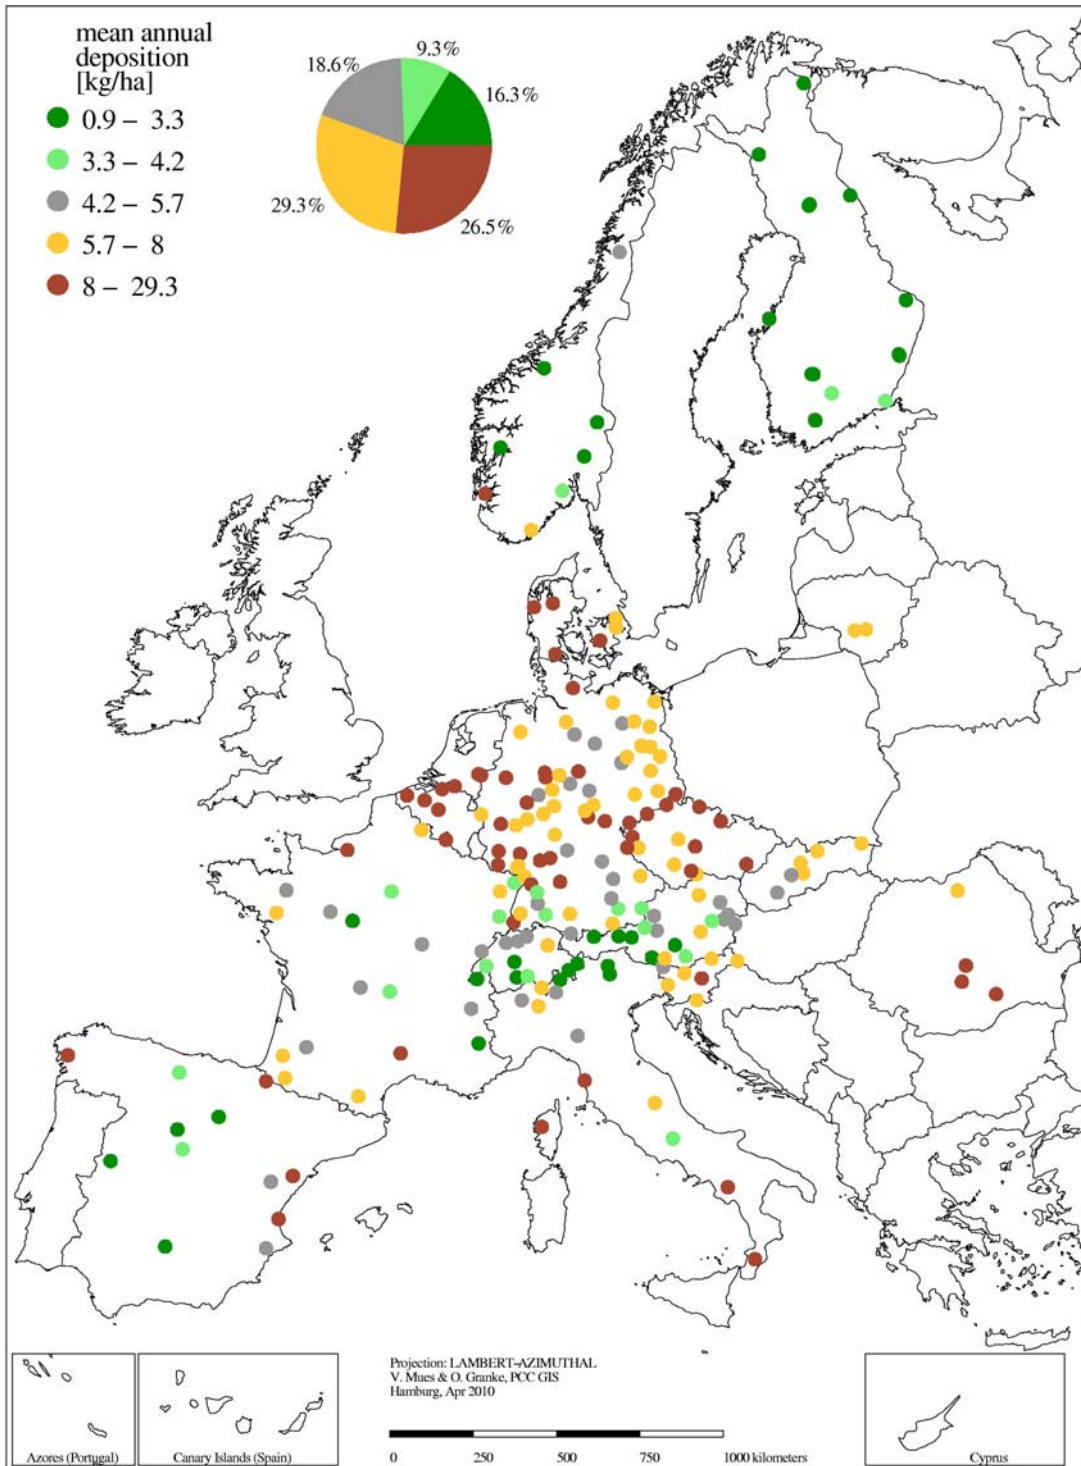 mean annual
deposition
[kg/ha]
0.9 – 3.3
3.3 – 4.2
4.2 – 5.7
5.7 – 8
8 – 29.3
9.3%
18.6%
16.3%
29.3%
26.5%
Projection: LAMBERT-AZIMUTHAL
V. Mues & O. Granke, PCC GIS
Hamburg, Apr 2010
0 250 500 750 1000 kilometers
Azores (Portugal)
Canary Islands (Spain)
Cyprus